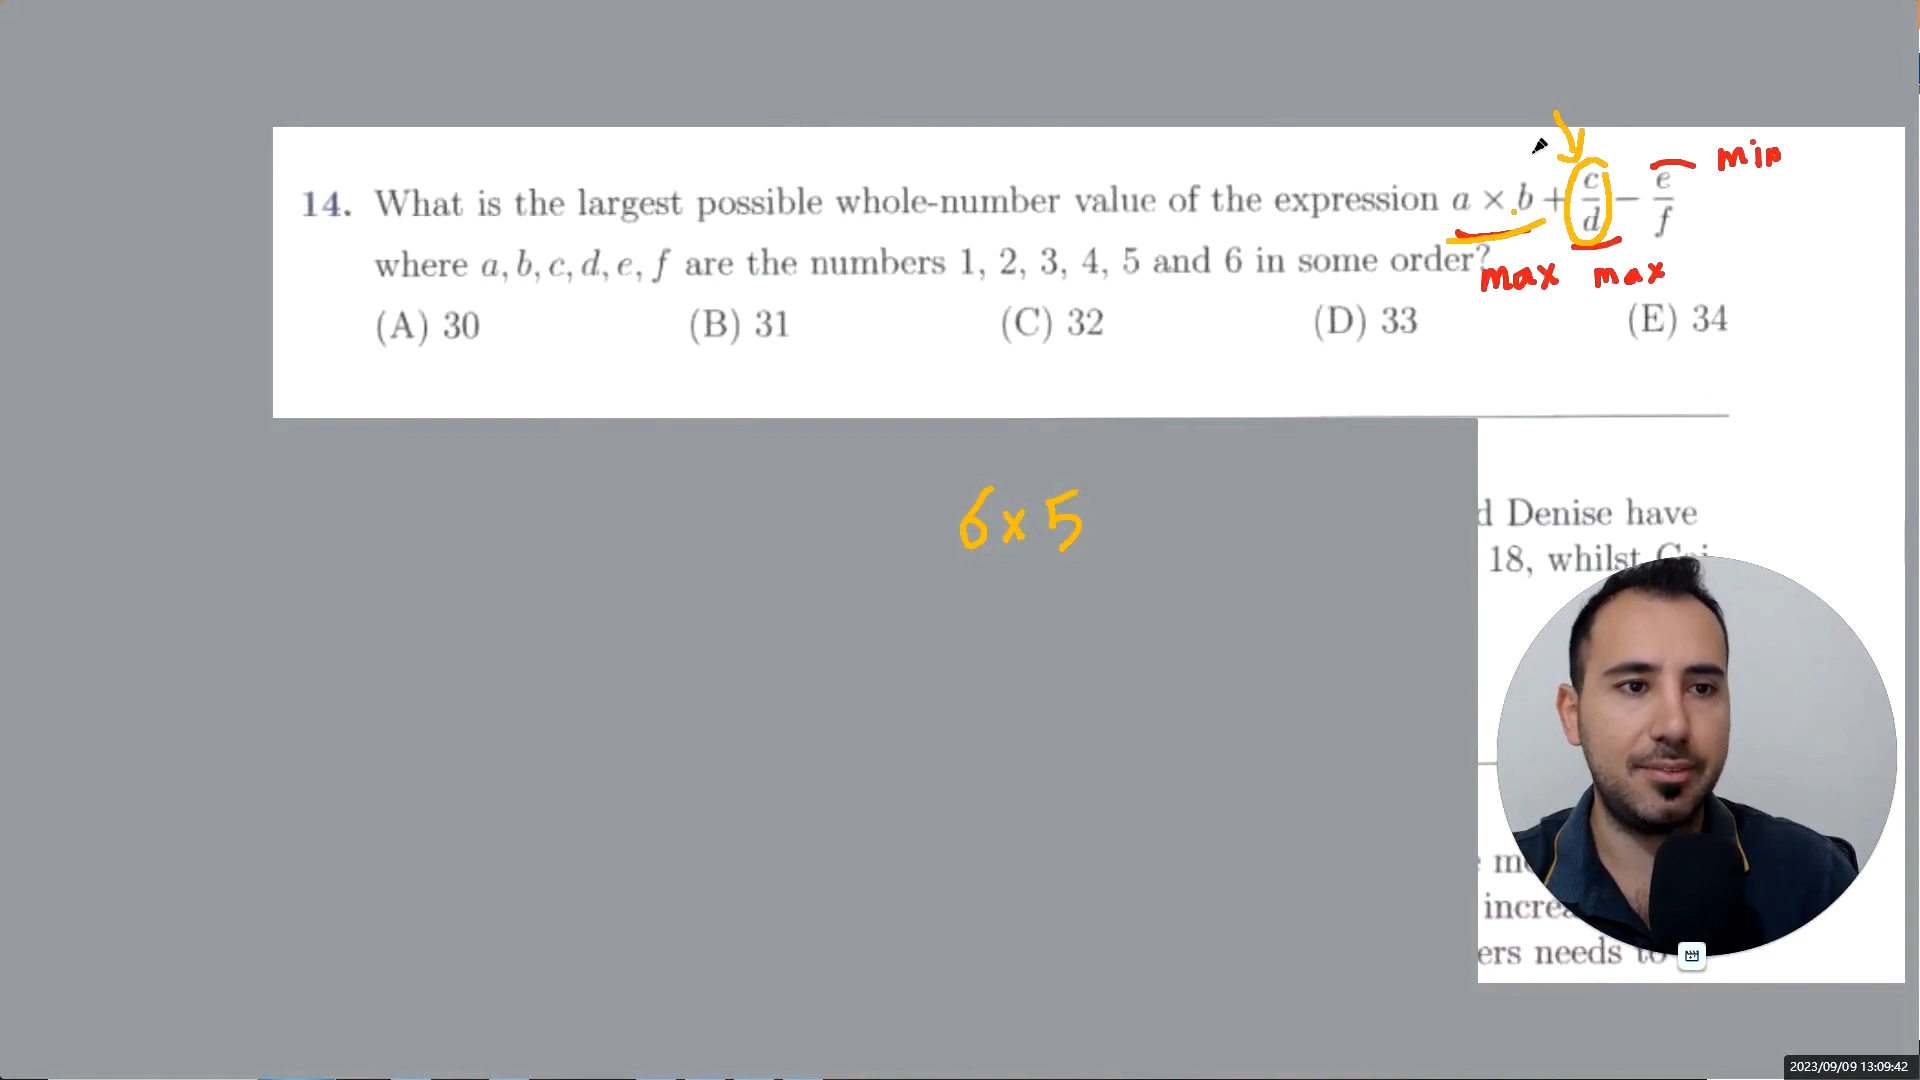 min
14. What is the largest possible whole-number value of the expression a × b + c/d − e/f
where a, b, c, d, e, f are the numbers 1, 2, 3, 4, 5 and 6 in some order?
max max
(A) 30 (B) 31 (C) 32 (D) 33 (E) 34
6 x 5
d Denise have
18, whilst
incre
ers needs to
2023/09/09 13:09:42